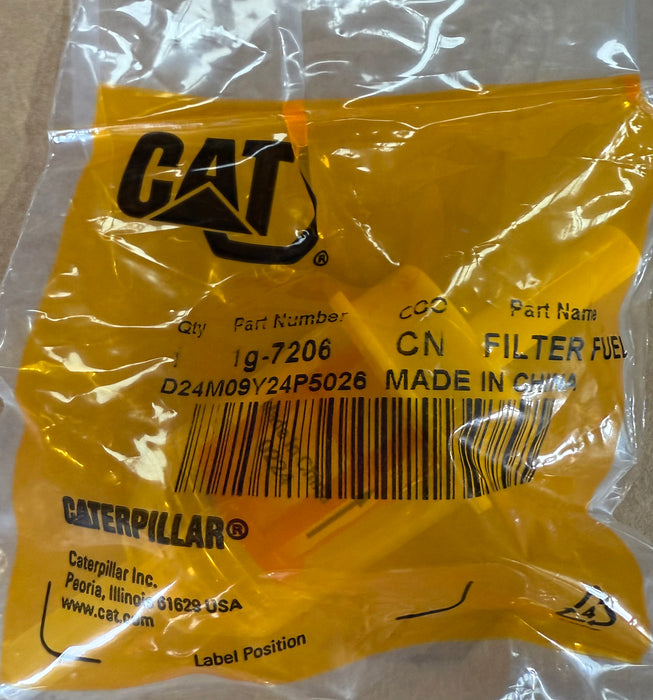 CAT®
Qty Part Number COO Part Name
1 1g-7206 CN FILTER FUEL
D24M09Y24P5026 MADE IN CHINA
CATERPILLAR®
Caterpillar Inc.
Peoria, Illinois 61629 USA
www.cat.com
Label Position
4